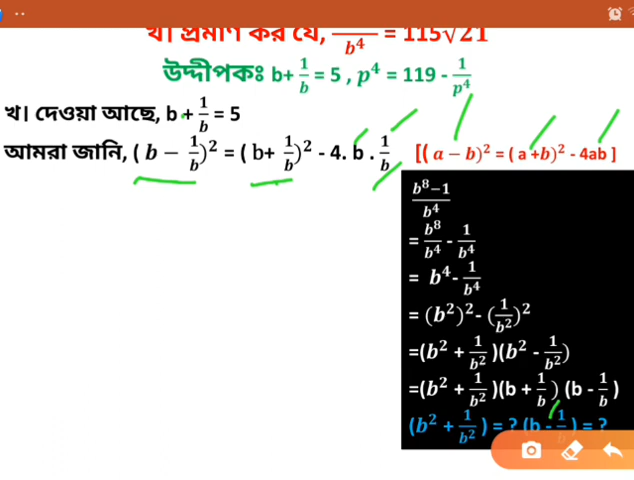 খ। প্রমাণ কর যে, ―/b⁴ = 115√21
উদ্দীপকঃ b+ 1/b = 5 , p⁴ = 119 - 1/p⁴
খ। দেওয়া আছে, b + 1/b = 5
আমরা জানি, ( b − 1/b)² = ( b+ 1/b)² - 4. b . 1/b [( a − b)² = ( a +b)² - 4ab ]
(b⁸−1)/b⁴
= b⁸/b⁴ - 1/b⁴
= b⁴- 1/b⁴
= (b²)²- (1/b²)²
=(b² + 1/b² )(b² - 1/b²)
=(b² + 1/b² )(b + 1/b ) (b - 1/b )
(b² + 1/b² ) = ? (b - 1/b ) = ?